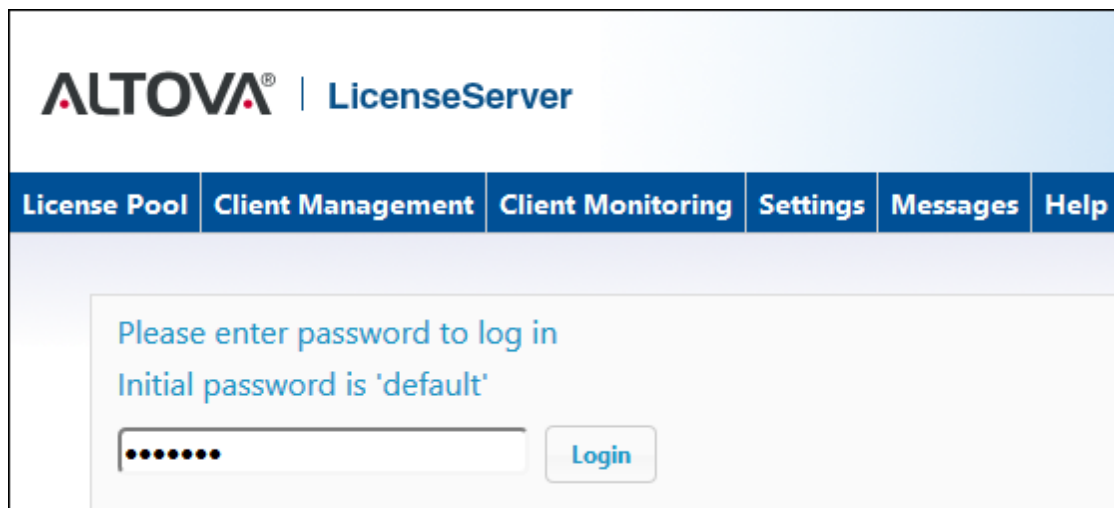 ALTOVA® | LicenseServer
License Pool Client Management Client Monitoring Settings Messages Help
Please enter password to log in
Initial password is 'default'
••••••• Login